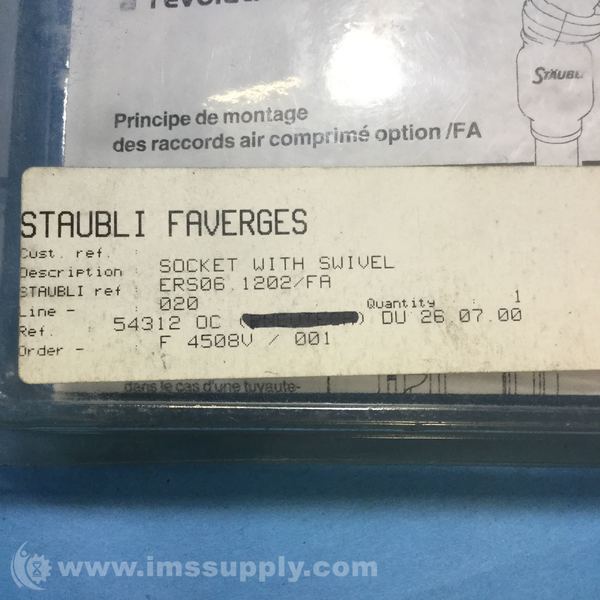 STÄUBLI
Principe de montage
des raccords air comprimé option /FA
STAUBLI FAVERGES
Cust. ref. :
Description : SOCKET WITH SWIVEL
STAUBLI ref : ERS06.1202/FA
Line - : 020 Quantity : 1
Ref. : 54312 OC ( ) DU 26.07.00
Order - F 4508V / 001
dans le cas d'une tuyaute-
www.imssupply.com